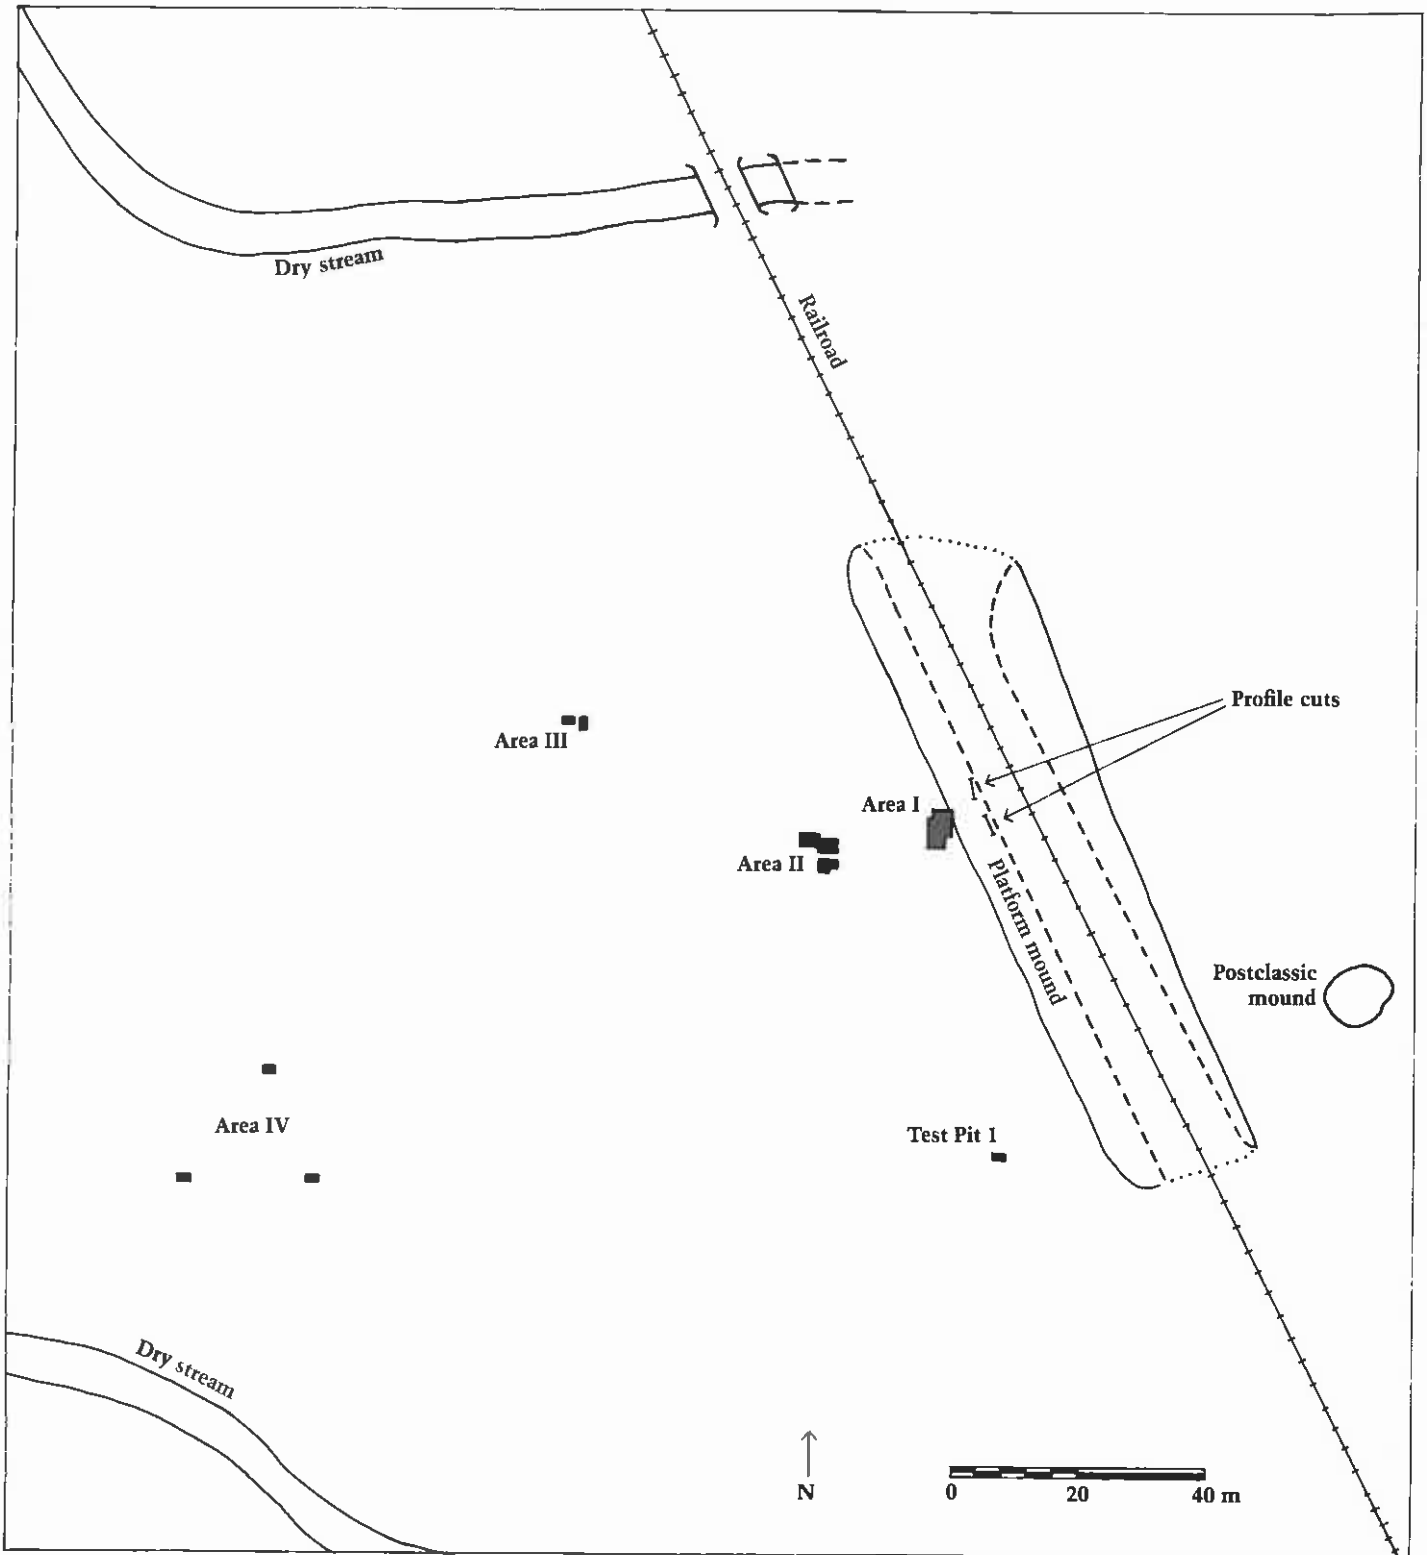 Dry stream
Railroad
Profile cuts
Area III
Area I
Area II
Platform mound
Postclassic
mound
Area IV
Test Pit 1
Dry stream
N
0 20 40 m